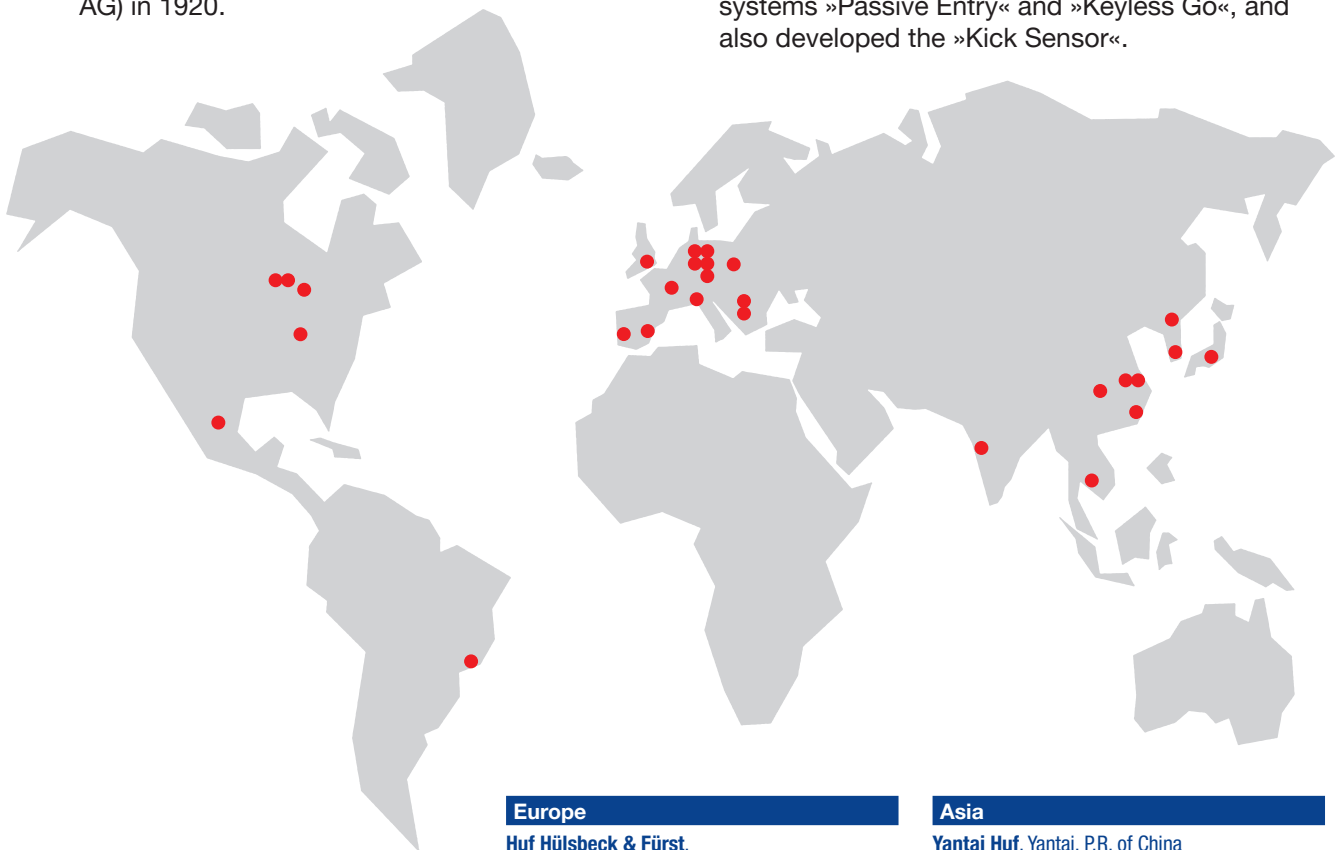 AG) in 1920.
systems »Passive Entry« and »Keyless Go«, and
also developed the »Kick Sensor«.
Europe
Huf Hülsbeck & Fürst,
Asia
Yantai Huf, Yantai, P.R. of China